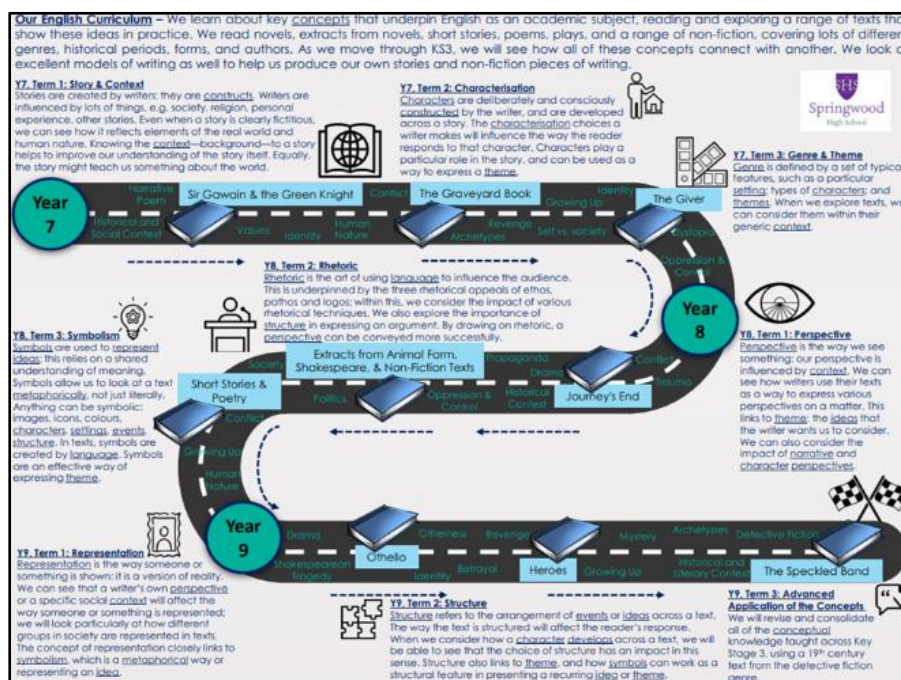 Our English Curriculum – We learn about key concepts that underpin English as an academic subject, reading and exploring a range of texts tha
show these ideas in practice. We read novels, extracts from novels, short stories, poems, plays, and a range of non-fiction, covering lots of differen
genres, historical periods, forms, and authors. As we move through KS3, we will see how all of these concepts connect with another. We look a
excellent models of writing as well to help us produce our own stories and non-fiction pieces of writing.
Y7, Term 1: Story & Context
Stories are created by writers; they are constructs. Writers are
influenced by lots of things, e.g. society, religion, personal
experience, other stories. Even when a story is clearly fictitious,
we can see how it reflects elements of the real world and
human nature. Knowing the context—background—to a story
helps to improve our understanding of the story itself. Equally,
the story might teach us something about the world.
Y7, Term 2: Characterisation
Characters are deliberately and consciously
constructed by the writer, and are developed
across a story. The characterisation choices a
writer makes will influence the way the reader
responds to that character. Characters play a
particular role in the story, and can be used as a
way to express a theme.
SHS
Springwood
High School
Y7, Term 3: Genre & Theme
Genre is defined by a set of typical
features, such as a particular
setting; types of characters; and
themes. When we explore texts, we
can consider them within their
generic context.
Year
7
Narrative
Poem
Historical and
Social Context
Sir Gawain & the Green Knight
Values
Identity
Human
Nature
Conflict
The Graveyard Book
Archetypes
Revenge
Growing Up
Self vs. society
Identity
The Giver
Dystopia
Oppression &
Control
Year
8
Y8, Term 1: Perspective
Perspective is the way we see
something; our perspective is
influenced by context. We can
see how writers use their texts
as a way to express various
perspectives on a matter. This
links to theme: the ideas that
the writer wants us to consider.
We can also consider the
impact of narrative and
character perspectives.
Y8, Term 2: Rhetoric
Rhetoric is the art of using language to influence the audience.
This is underpinned by the three rhetorical appeals of ethos,
pathos and logos; within this, we consider the impact of various
rhetorical techniques. We also explore the importance of
structure in expressing an argument. By drawing on rhetoric, a
perspective can be conveyed more successfully.
Y8, Term 3: Symbolism
Symbols are used to represent
ideas; this relies on a shared
understanding of meaning.
Symbols allow us to look at a text
metaphorically, not just literally.
Anything can be symbolic:
images, icons, colours,
characters, settings, events,
structure. In texts, symbols are
created by language. Symbols
are an effective way of
expressing theme.
Conflict
Trauma
Drama
Journey's End
Historical
Context
Propaganda
Extracts from Animal Farm,
Shakespeare, & Non-Fiction Texts
Oppression
& Control
Politics
Society
Short Stories &
Poetry
Conflict
Growing Up
Human
Nature
Year
9
Y9, Term 1: Representation
Representation is the way someone or
something is shown; it is a version of reality.
We can see that a writer's own perspective
or a specific social context will affect the
way someone or something is represented;
we will look particularly at how different
groups in society are represented in texts.
The concept of representation closely links to
symbolism, which is a metaphorical way or
representing an idea.
Drama
Shakespearean
Tragedy
Othello
Identity
Otherness
Betrayal
Revenge
Heroes
Growing Up
Mystery
Archetypes
Historical and
Literary Context
Detective Fiction
The Speckled Band
Y9, Term 2: Structure
Structure refers to the arrangement of events or ideas across a text.
The way the text is structured will affect the reader's response.
When we consider how a character develops across a text, we will
be able to see that the choice of structure has an impact in this
sense. Structure also links to theme, and how symbols can work as a
structural feature in presenting a recurring idea or theme.
Y9, Term 3: Advanced
Application of the Concepts
We will revise and consolidate
all of the conceptual
knowledge taught across Key
Stage 3, using a 19th century
text from the detective fiction
genre.